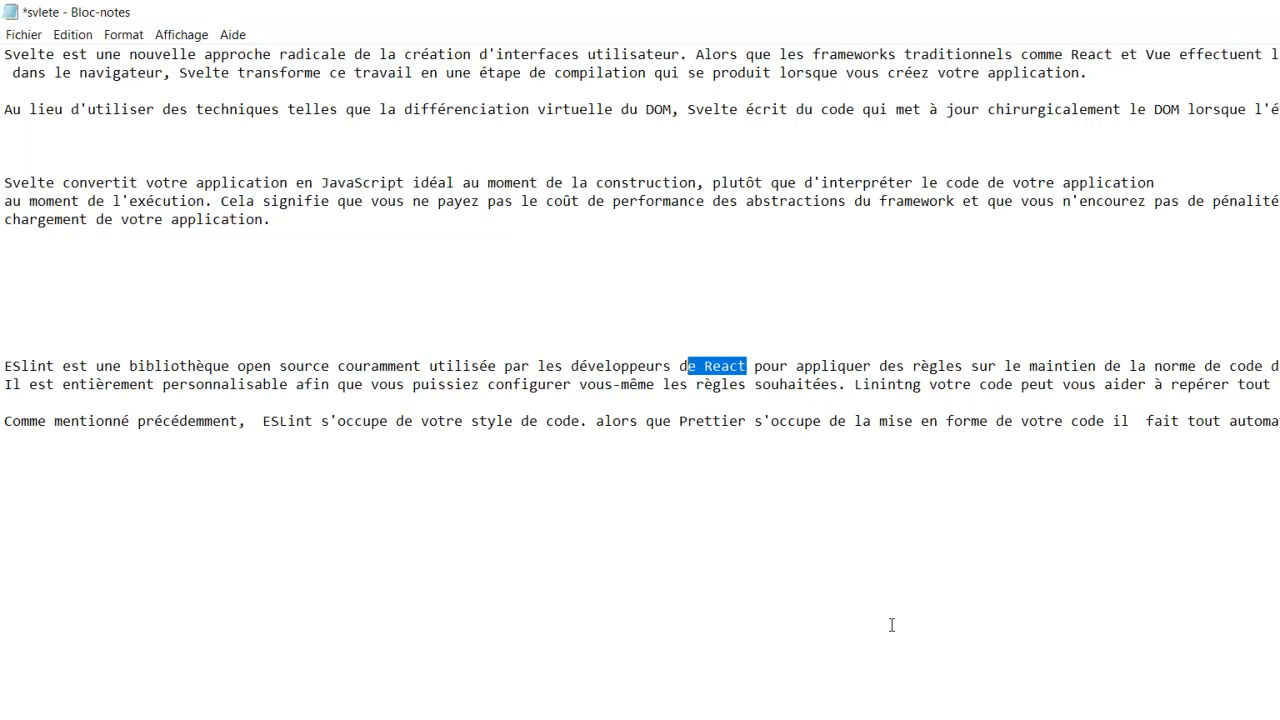 *svlete - Bloc-notes
Fichier Edition Format Affichage Aide
Svelte est une nouvelle approche radicale de la création d'interfaces utilisateur. Alors que les frameworks traditionnels comme React et Vue effectuent l
dans le navigateur, Svelte transforme ce travail en une étape de compilation qui se produit lorsque vous créez votre application.
Au lieu d'utiliser des techniques telles que la différenciation virtuelle du DOM, Svelte écrit du code qui met à jour chirurgicalement le DOM lorsque l'é
Svelte convertit votre application en JavaScript idéal au moment de la construction, plutôt que d'interpréter le code de votre application
au moment de l'exécution. Cela signifie que vous ne payez pas le coût de performance des abstractions du framework et que vous n'encourez pas de pénalité
chargement de votre application.
ESlint est une bibliothèque open source couramment utilisée par les développeurs de React pour appliquer des règles sur le maintien de la norme de code d
Il est entièrement personnalisable afin que vous puissiez configurer vous-même les règles souhaitées. Linintng votre code peut vous aider à repérer tout
Comme mentionné précédemment, ESLint s'occupe de votre style de code. alors que Prettier s'occupe de la mise en forme de votre code il fait tout automa